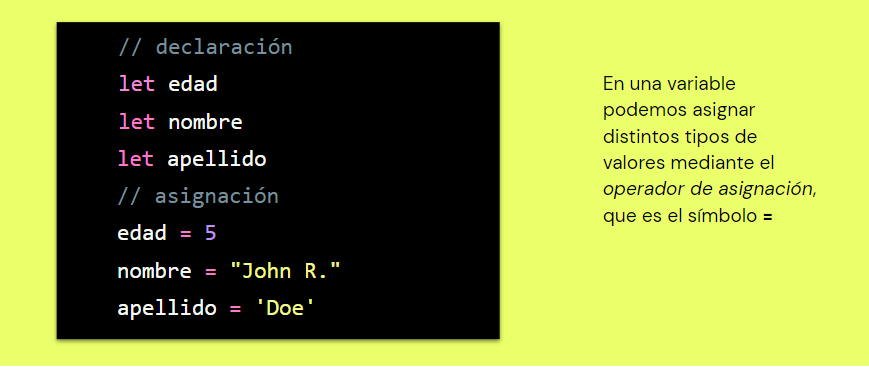 // declaración
let edad
let nombre
let apellido
// asignación
edad = 5
nombre = "John R."
apellido = 'Doe'
En una variable
podemos asignar
distintos tipos de
valores mediante el
operador de asignación,
que es el símbolo =